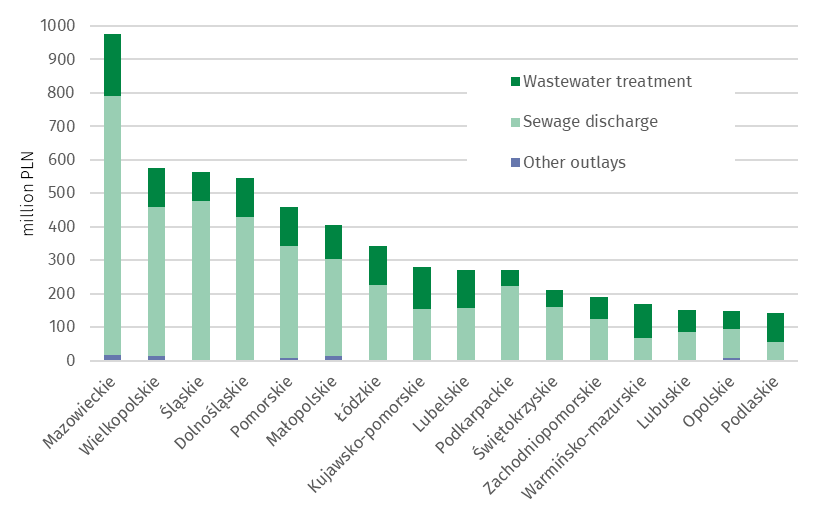 1000
900
800
700
600
500
400
300
200
100
0
million PLN
Wastewater treatment
Sewage discharge
Other outlays
Mazowieckie
Wielkopolskie
Śląskie
Dolnośląskie
Pomorskie
Małopolskie
Łódzkie
Kujawsko-pomorskie
Lubelskie
Podkarpackie
Świętokrzyskie
Zachodniopomorskie
Warmińsko-mazurskie
Lubuskie
Opolskie
Podlaskie